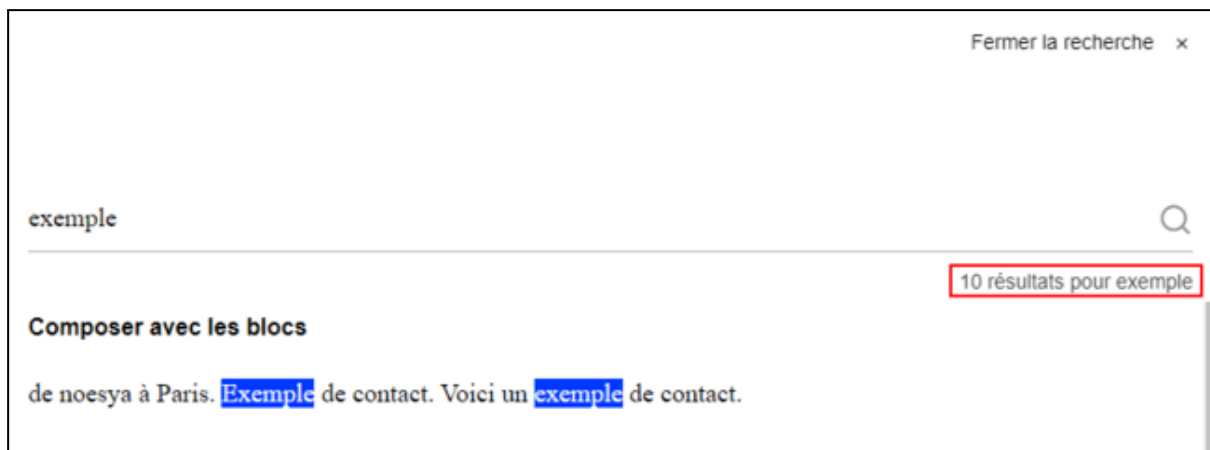 Fermer la recherche ×
exemple
10 résultats pour exemple
Composer avec les blocs
de noesya à Paris. Exemple de contact. Voici un exemple de contact.